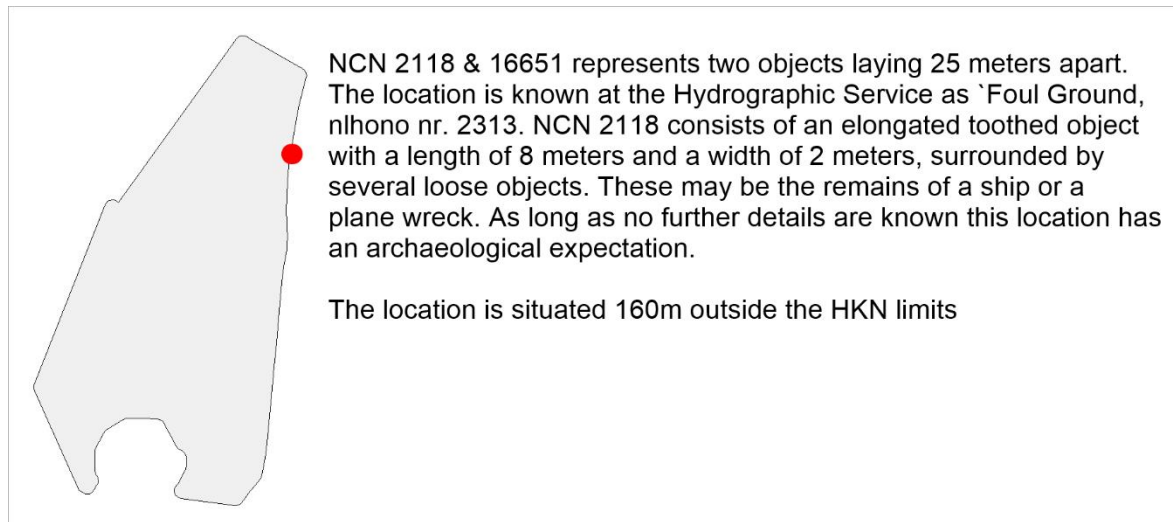 NCN 2118 & 16651 represents two objects laying 25 meters apart.
The location is known at the Hydrographic Service as `Foul Ground,
nlhono nr. 2313. NCN 2118 consists of an elongated toothed object
with a length of 8 meters and a width of 2 meters, surrounded by
several loose objects. These may be the remains of a ship or a
plane wreck. As long as no further details are known this location has
an archaeological expectation.
The location is situated 160m outside the HKN limits